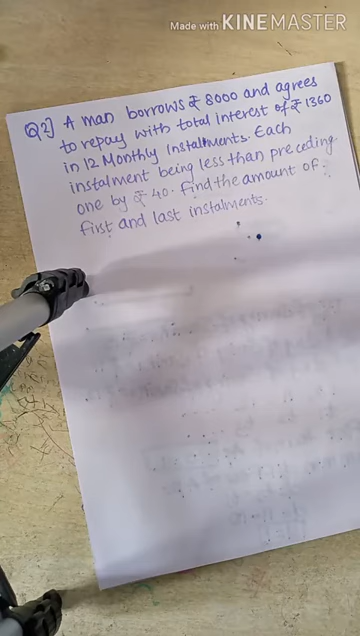 Made with KINEMASTER
Q2] A man borrows ₹ 8000 and agrees
to repay with total interest of ₹ 1360
in 12 Monthly Instalments. Each
instalment being less than preceding
one by ₹ 40. Find the amount of
first and last instalments.